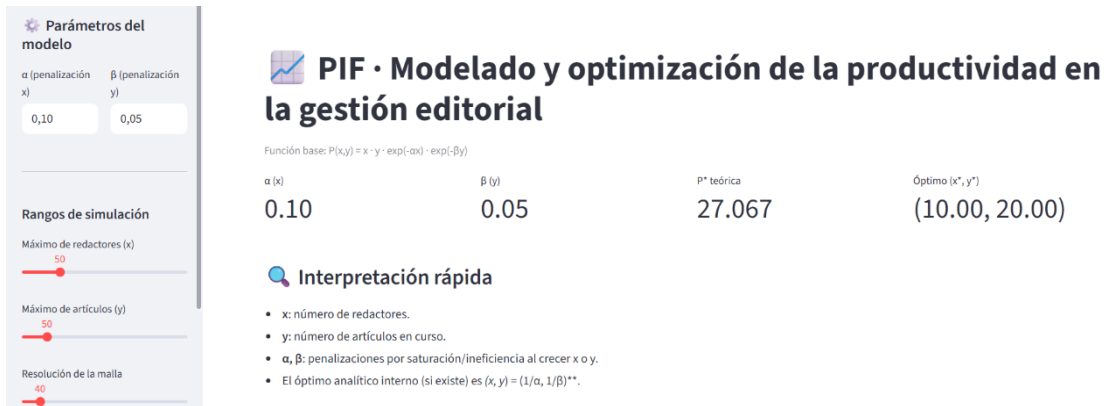 Parámetros del
modelo
α (penalización
x)
β (penalización
y)
0,10
0,05
Rangos de simulación
Máximo de redactores (x)
50
Máximo de artículos (y)
50
Resolución de la malla
40
PIF · Modelado y optimización de la productividad en
la gestión editorial
Función base: P(x,y) = x · y · exp(-αx) · exp(-βy)
α (x)
0.10
β (y)
0.05
P* teórica
27.067
Óptimo (x*, y*)
(10.00, 20.00)
Interpretación rápida
• x: número de redactores.
• y: número de artículos en curso.
• α, β: penalizaciones por saturación/ineficiencia al crecer x o y.
• El óptimo analítico interno (si existe) es (x, y) = (1/α, 1/β)**.